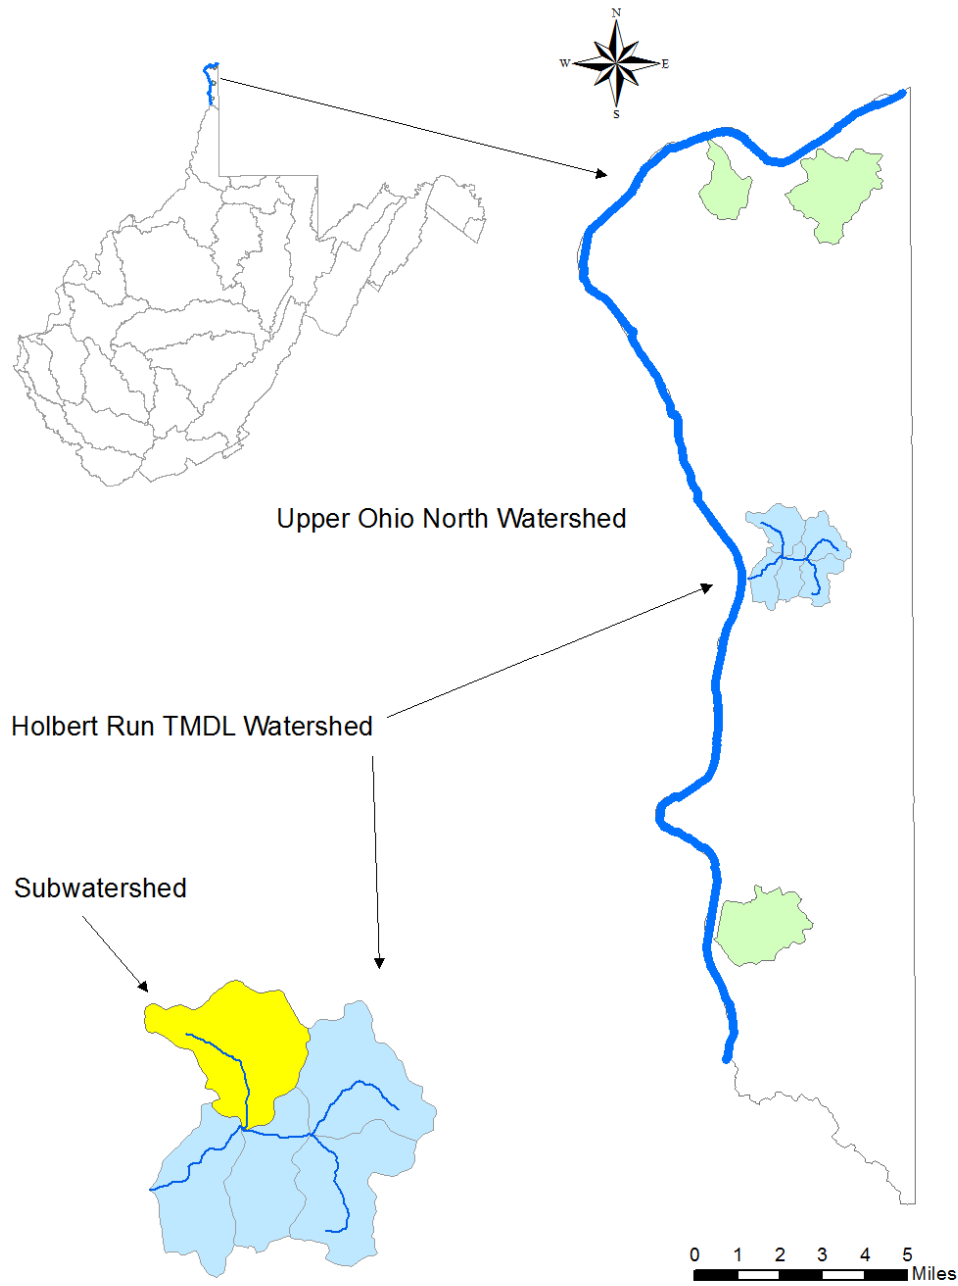 N
W E
S
Upper Ohio North Watershed
Holbert Run TMDL Watershed
Subwatershed
0 1 2 3 4 5
Miles